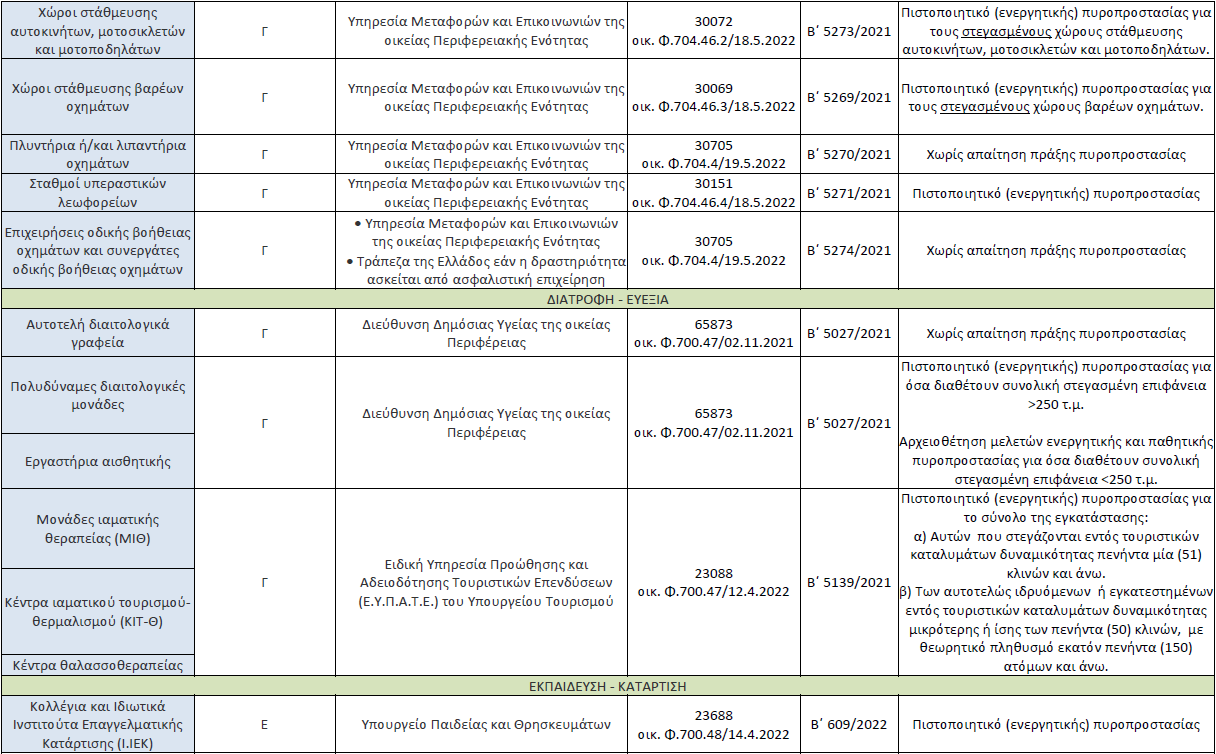 Χώροι στάθμευσης
αυτοκινήτων, μοτοσικλετών
και μοτοποδηλάτων
Γ
Υπηρεσία Μεταφορών και Επικοινωνιών της
οικείας Περιφερειακής Ενότητας
30072
οικ. Φ.704.46.2/18.5.2022
Β΄ 5273/2021
Πιστοποιητικό (ενεργητικής) πυροπροστασίας για
τους στεγασμένους χώρους στάθμευσης
αυτοκινήτων, μοτοσικλετών και μοτοποδηλάτων.
Χώροι στάθμευσης βαρέων
οχημάτων
Γ
Υπηρεσία Μεταφορών και Επικοινωνιών της
οικείας Περιφερειακής Ενότητας
30069
οικ. Φ.704.46.3/18.5.2022
Β΄ 5269/2021
Πιστοποιητικό (ενεργητικής) πυροπροστασίας για
τους στεγασμένους χώρους βαρέων οχημάτων.
Πλυντήρια ή/και λιπαντήρια
οχημάτων
Γ
Υπηρεσία Μεταφορών και Επικοινωνιών της
οικείας Περιφερειακής Ενότητας
30705
οικ. Φ.704.4/19.5.2022
Β΄ 5270/2021
Χωρίς απαίτηση πράξης πυροπροστασίας
Σταθμοί υπεραστικών
λεωφορείων
Γ
Υπηρεσία Μεταφορών και Επικοινωνιών της
οικείας Περιφερειακής Ενότητας
30151
οικ. Φ.704.46.4/18.5.2022
Β΄ 5271/2021
Πιστοποιητικό (ενεργητικής) πυροπροστασίας
Επιχειρήσεις οδικής βοήθειας
οχημάτων και συνεργάτες
οδικής βοήθειας οχημάτων
Γ
• Υπηρεσία Μεταφορών και Επικοινωνιών
της οικείας Περιφερειακής Ενότητας
• Τράπεζα της Ελλάδος εάν η δραστηριότητα
ασκείται από ασφαλιστική επιχείρηση
30705
οικ. Φ.704.4/19.5.2022
Β΄ 5274/2021
Χωρίς απαίτηση πράξης πυροπροστασίας
ΔΙΑΤΡΟΦΗ - ΕΥΕΞΙΑ
Αυτοτελή διαιτολογικά
γραφεία
Γ
Διεύθυνση Δημόσιας Υγείας της οικείας
Περιφέρειας
65873
οικ. Φ.700.47/02.11.2021
Β΄ 5027/2021
Χωρίς απαίτηση πράξης πυροπροστασίας
Πολυδύναμες διαιτολογικές
μονάδες
Εργαστήρια αισθητικής
Γ
Διεύθυνση Δημόσιας Υγείας της οικείας
Περιφέρειας
65873
οικ. Φ.700.47/02.11.2021
Β΄ 5027/2021
Πιστοποιητικό (ενεργητικής) πυροπροστασίας για
όσα διαθέτουν συνολική στεγασμένη επιφάνεια
>250 τ.μ.
Αρχειοθέτηση μελετών ενεργητικής και παθητικής
πυροπροστασίας για όσα διαθέτουν συνολική
στεγασμένη επιφάνεια <250 τ.μ.
Μονάδες ιαματικής
θεραπείας (ΜΙΘ)
Κέντρα ιαματικού τουρισμού-
θερμαλισμού (ΚΙΤ-Θ)
Κέντρα θαλασσοθεραπείας
Γ
Ειδική Υπηρεσία Προώθησης και
Αδειοδότησης Τουριστικών Επενδύσεων
(Ε.Υ.Π.Α.Τ.Ε.) του Υπουργείου Τουρισμού
23088
οικ. Φ.700.47/12.4.2022
Β΄ 5139/2021
Πιστοποιητικό (ενεργητικής) πυροπροστασίας για
το σύνολο της εγκατάστασης:
α) Αυτών που στεγάζονται εντός τουριστικών
καταλυμάτων δυναμικότητας πενήντα μία (51)
κλινών και άνω.
β) Των αυτοτελώς ιδρυόμενων ή εγκατεστημένων
εντός τουριστικών καταλυμάτων δυναμικότητας
μικρότερης ή ίσης των πενήντα (50) κλινών, με
θεωρητικό πληθυσμό εκατόν πενήντα (150)
ατόμων και άνω.
ΕΚΠΑΙΔΕΥΣΗ - ΚΑΤΑΡΤΙΣΗ
Κολλέγια και Ιδιωτικά
Ινστιτούτα Επαγγελματικής
Κατάρτισης (Ι.ΙΕΚ)
Ε
Υπουργείο Παιδείας και Θρησκευμάτων
23688
οικ. Φ.700.48/14.4.2022
Β΄ 609/2022
Πιστοποιητικό (ενεργητικής) πυροπροστασίας